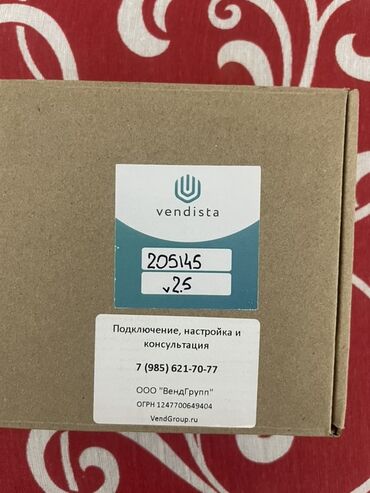 vendista
205145
v2.5
Подключение, настройка и
консультация
7 (985) 621-70-77
ООО "ВендГрупп"
ОГРН 1247700649404
VendGroup.ru